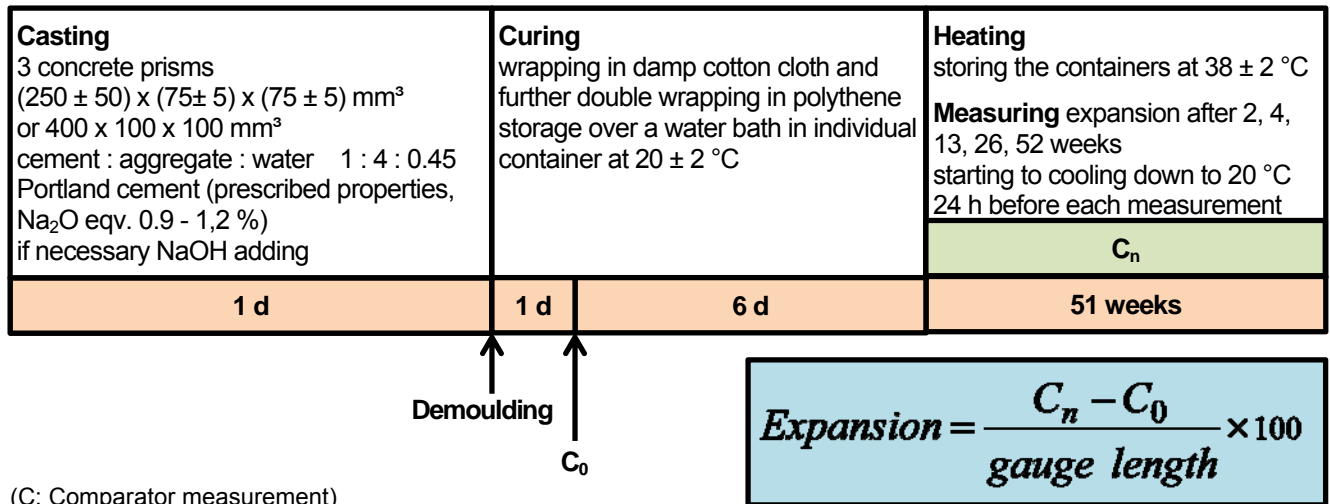 Casting
3 concrete prisms
(250 ± 50) x (75± 5) x (75 ± 5) mm³
or 400 x 100 x 100 mm³
cement : aggregate : water 1 : 4 : 0.45
Portland cement (prescribed properties,
Na₂O eqv. 0.9 - 1,2 %)
if necessary NaOH adding
Curing
wrapping in damp cotton cloth and
further double wrapping in polythene
storage over a water bath in individual
container at 20 ± 2 °C
Heating
storing the containers at 38 ± 2 °C
Measuring expansion after 2, 4,
13, 26, 52 weeks
starting to cooling down to 20 °C
24 h before each measurement
Cₙ
1 d
1 d
6 d
51 weeks
Demoulding
C₀
Expansion = (Cₙ − C₀) / gauge length × 100
(C: Comparator measurement)